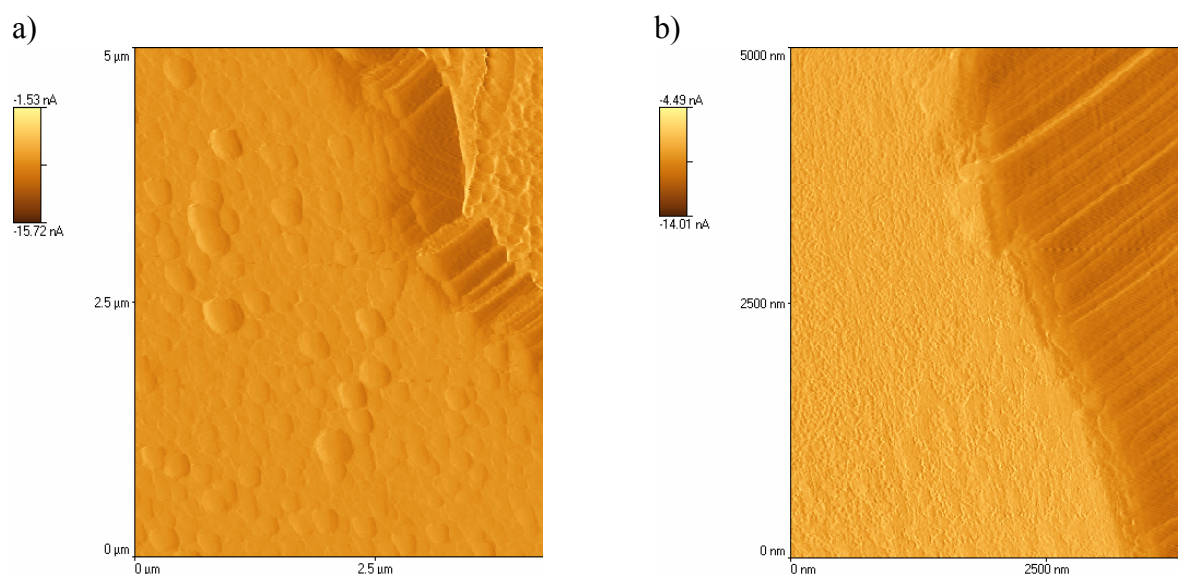 a)
5 µm
-1.53 nA
-15.72 nA
2.5 µm
0 µm
0 µm
2.5 µm
b)
5000 nm
-4.49 nA
-14.01 nA
2500 nm
0 nm
0 nm
2500 nm